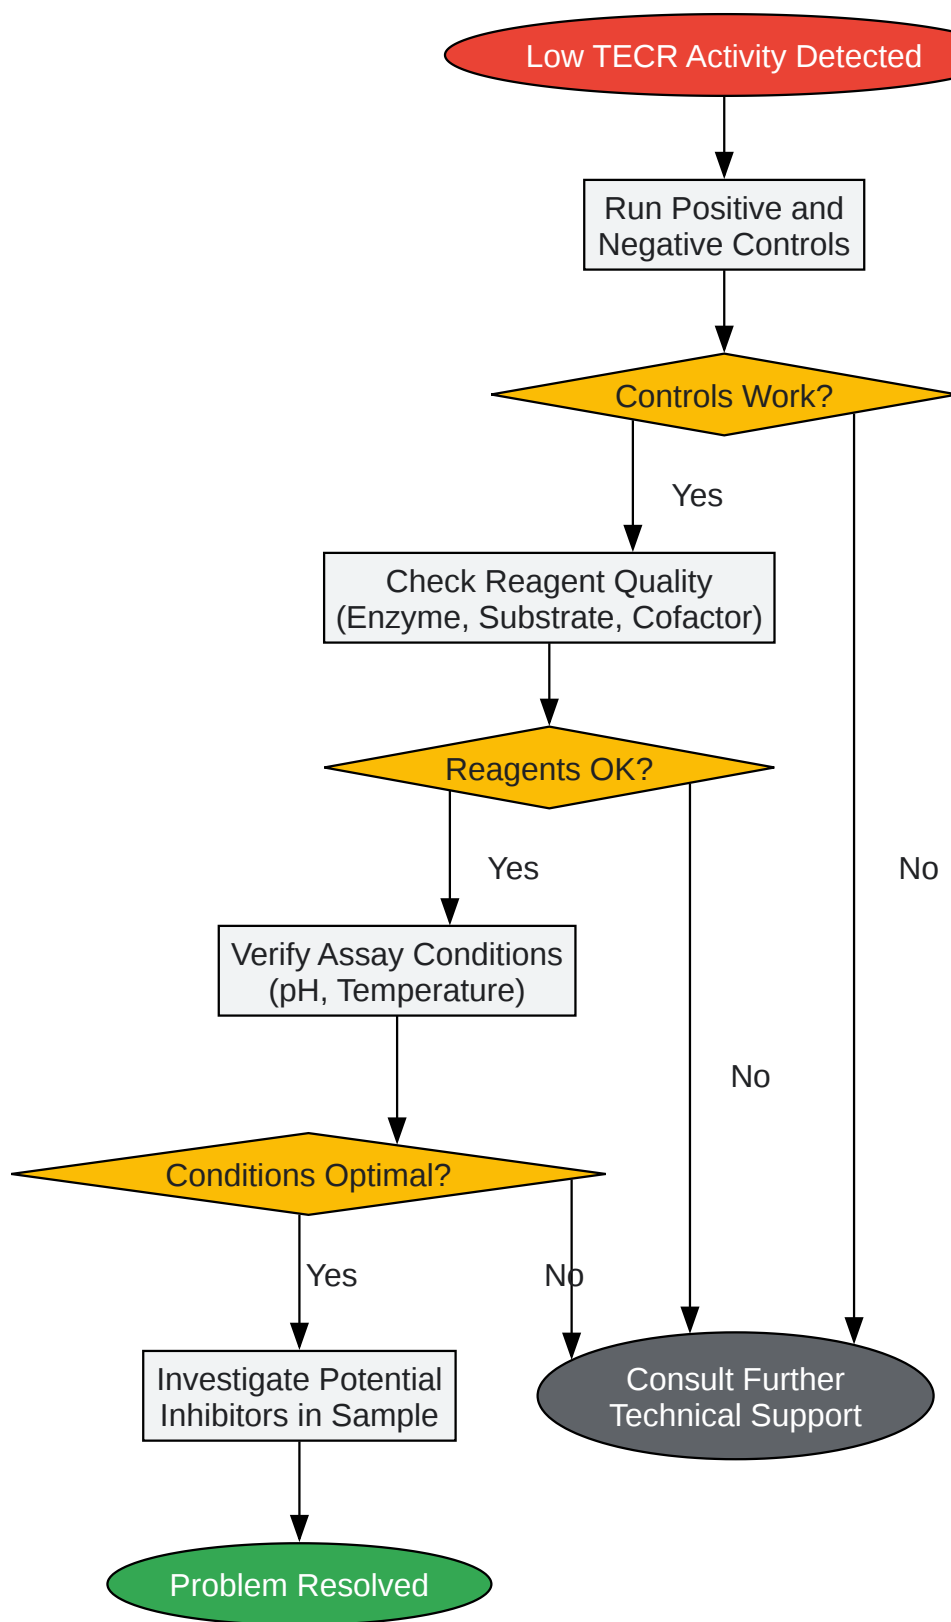 Low TECR Activity Detected
Run Positive and
Negative Controls
Controls Work?
Yes
Check Reagent Quality
(Enzyme, Substrate, Cofactor)
Reagents OK?
Yes
No
Verify Assay Conditions
(pH, Temperature)
No
Conditions Optimal?
Yes
No
Investigate Potential
Inhibitors in Sample
Consult Further
Technical Support
Problem Resolved